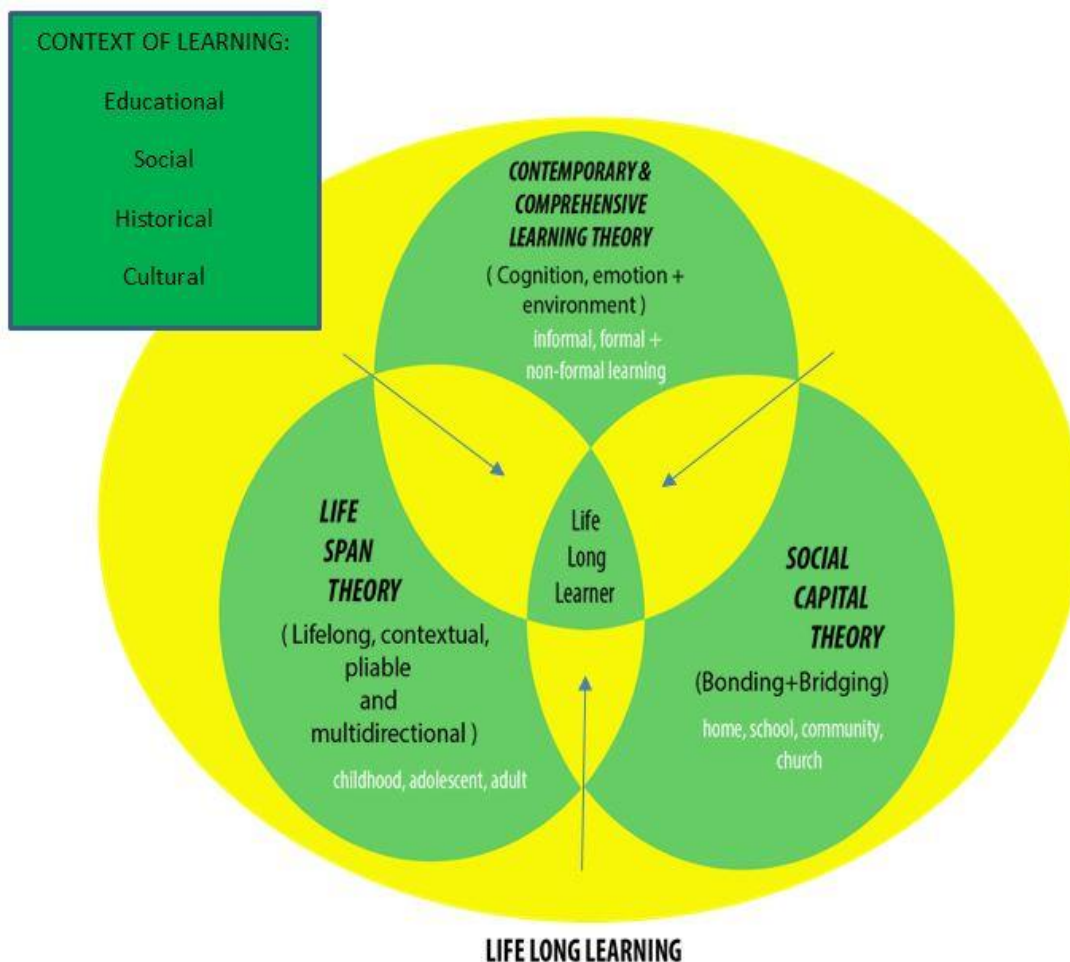 CONTEXT OF LEARNING:
Educational
Social
Historical
Cultural
CONTEMPORARY &
COMPREHENSIVE
LEARNING THEORY
( Cognition, emotion +
environment )
informal, formal +
non-formal learning
LIFE
SPAN
THEORY
( Lifelong, contextual,
pliable
and
multidirectional )
childhood, adolescent, adult
Life
Long
Learner
SOCIAL
CAPITAL
THEORY
(Bonding+Bridging)
home, school, community,
church
LIFE LONG LEARNING